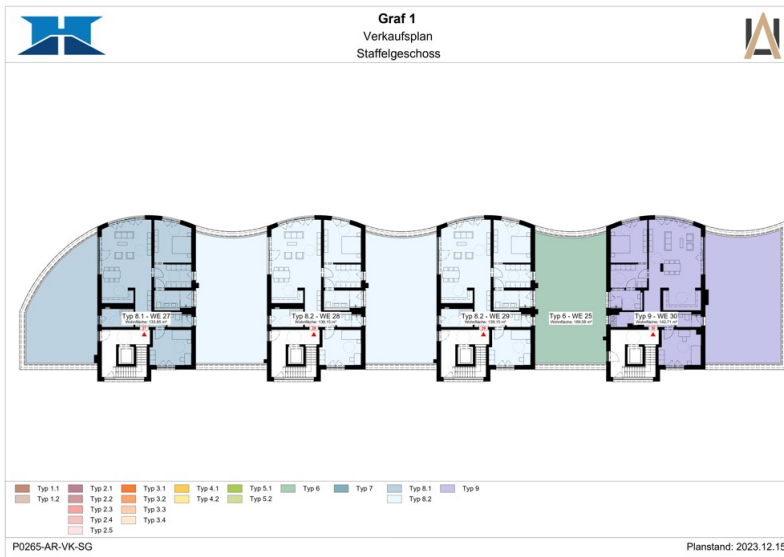 Graf 1
Verkaufsplan
Staffelgeschoss
Typ 8.1 - WE 27
Typ 8.2 - WE 28
Typ 8.2 - WE 29
Typ 6 - WE 25
Typ 9 - WE 30
Typ 1.1
Typ 2.1
Typ 3.1
Typ 4.1
Typ 5.1
Typ 6
Typ 7
Typ 8.1
Typ 9
Typ 1.2
Typ 2.2
Typ 3.2
Typ 4.2
Typ 5.2
Typ 8.2
Typ 2.3
Typ 3.3
Typ 2.4
Typ 3.4
Typ 2.5
P0265-AR-VK-SG
Planstand: 2023.12.15